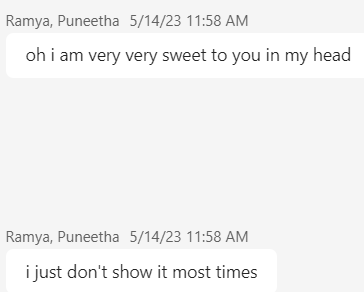 Ramya, Puneetha 5/14/23 11:58 AM
oh i am very very sweet to you in my head
Ramya, Puneetha 5/14/23 11:58 AM
i just don't show it most times